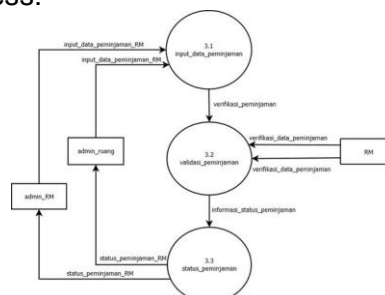 ess.
input_data_peminjaman_RM
input_data_peminjaman_RM
3.1
input_data_peminjaman
verifikasi_peminjaman
admin_ruang
3.2
validasi_peminjaman
verifikasi_data_peminjaman
RM
verifikasi_data_peminjaman
admin_RM
informasi_status_peminjaman
status_peminjaman_RM
3.3
status_peminjaman
status_peminjaman_RM